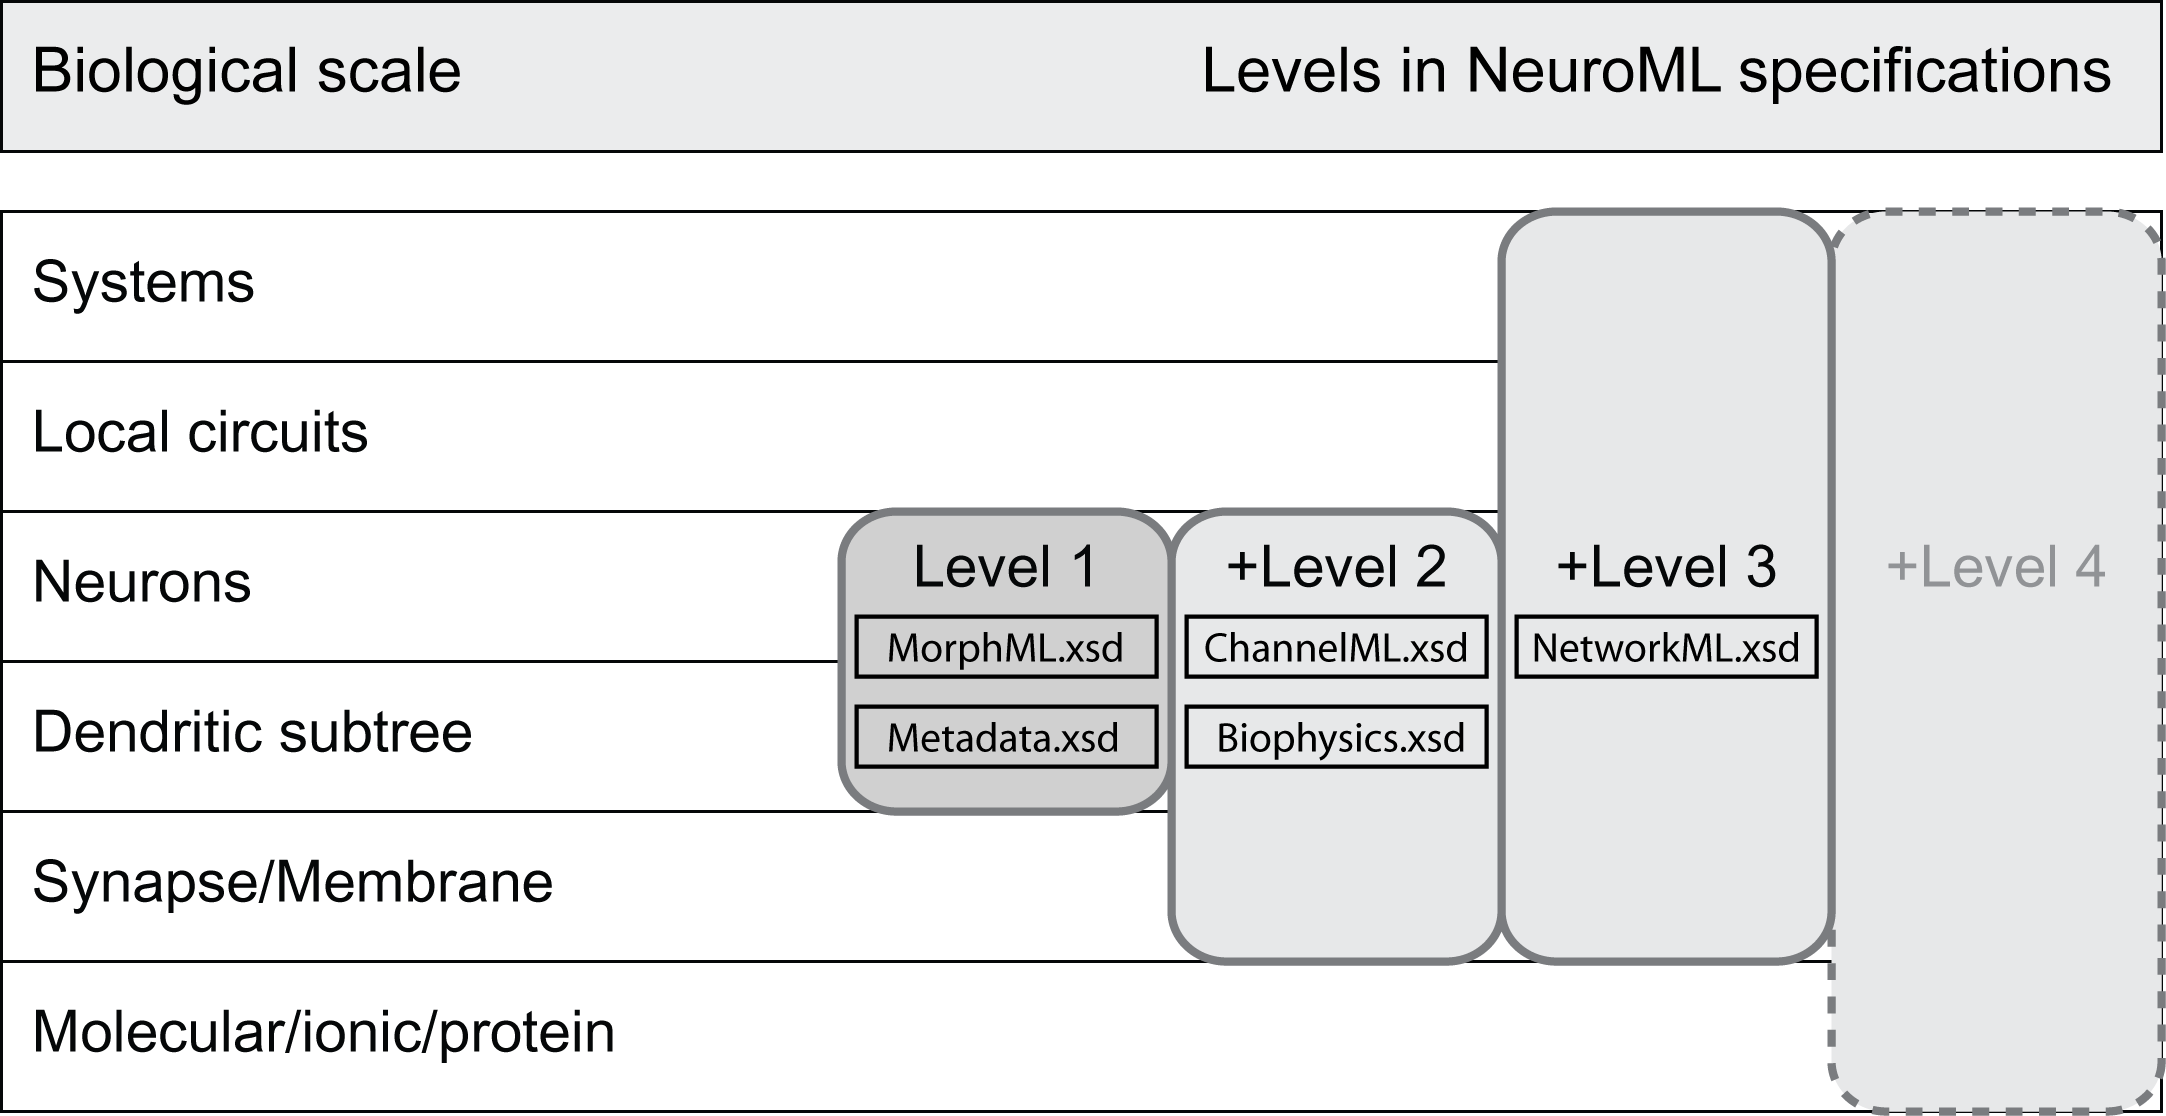 Biological scale
Levels in NeuroML specifications
Systems
Local circuits
Neurons
Level 1
+Level 2
+Level 3
+Level 4
MorphML.xsd
ChannelML.xsd
NetworkML.xsd
Dendritic subtree
Metadata.xsd
Biophysics.xsd
Synapse/Membrane
Molecular/ionic/protein